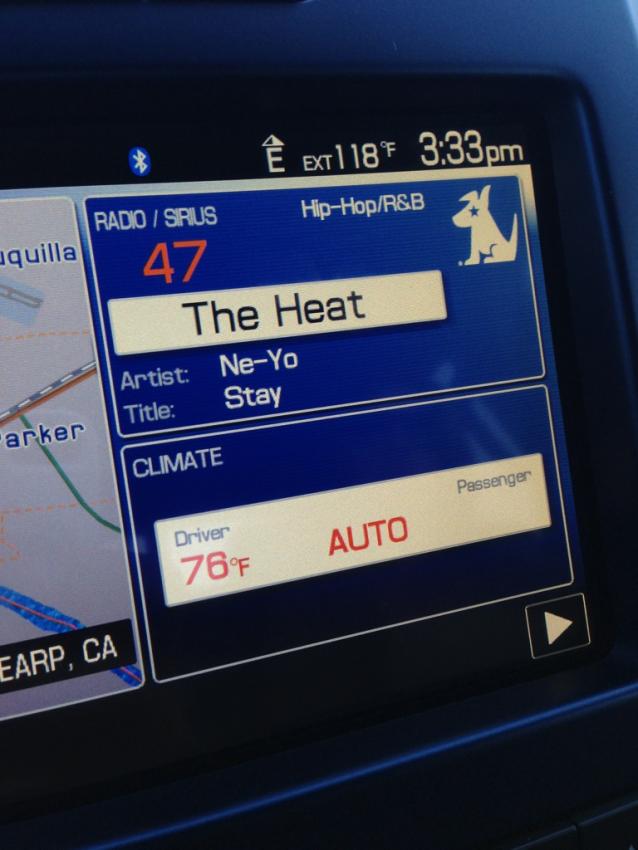 E EXT 118°F 3:33pm
uquilla
RADIO / SIRIUS Hip-Hop/R&B
47
The Heat
Artist: Ne-Yo
Title: Stay
Parker
CLIMATE
Passenger
Driver
76°F AUTO
EARP, CA